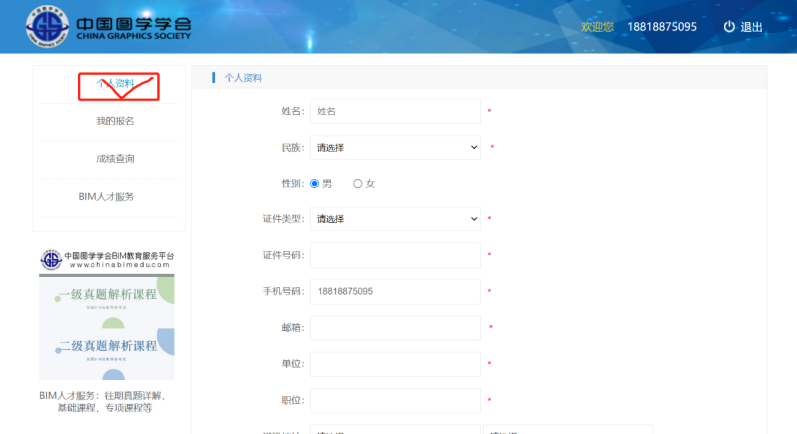 中国图学学会
CHINA GRAPHICS SOCIETY
欢迎您 18818875095 退出
个人资料
我的报名
成绩查询
BIM人才服务
中国图学学会BIM教育服务平台
www.chinabimedu.com
一级真题解析课程
二级真题解析课程
BIM人才服务：往期真题详解，
基础课程，专项课程等
个人资料
姓名： 姓名 *
民族： 请选择 *
性别： 男 女
证件类型： 请选择 *
证件号码： *
手机号码： 18818875095 *
邮箱： *
单位： *
职位： *